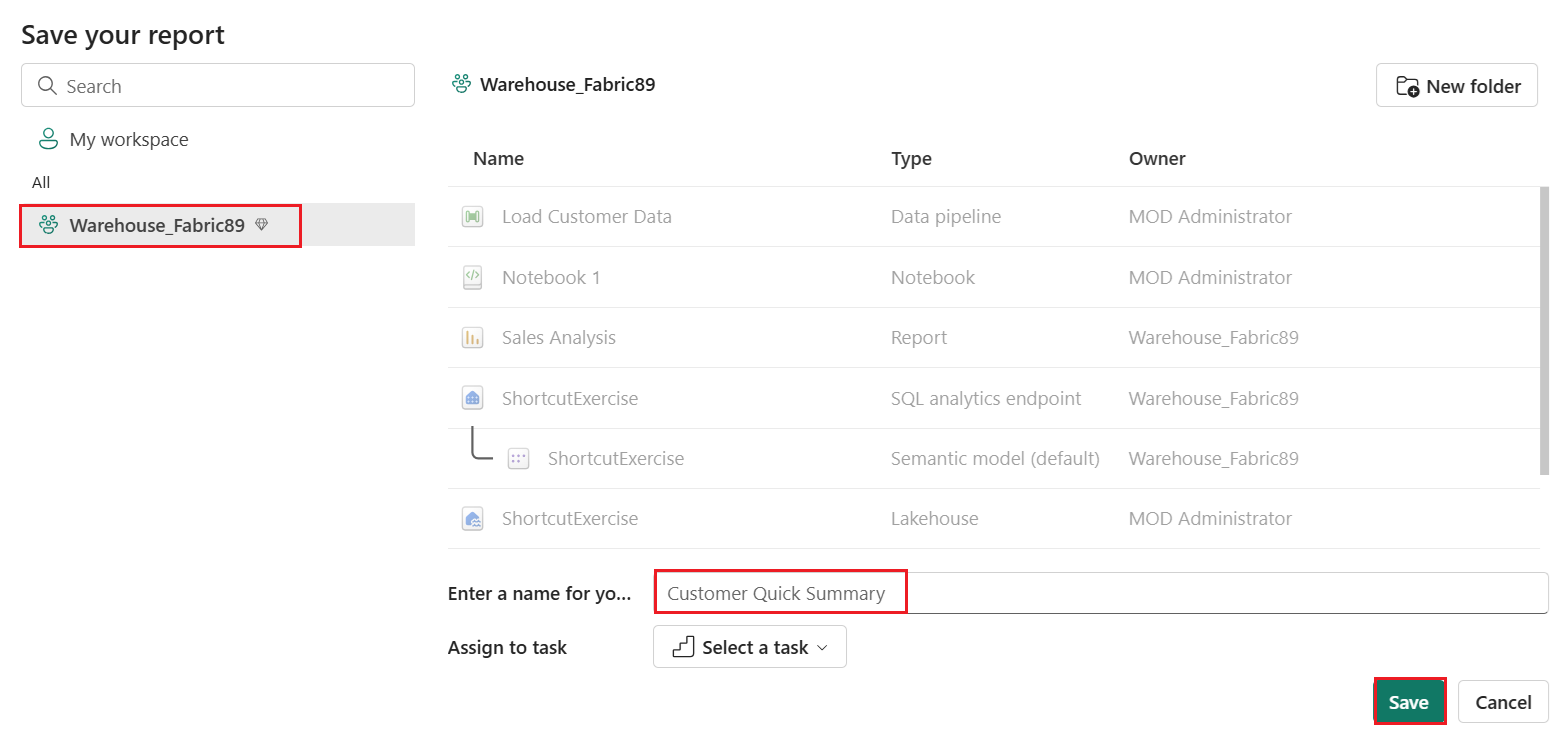 Save your report
Search
My workspace
All
Warehouse_Fabric89
Warehouse_Fabric89
New folder
Name Type Owner
Load Customer Data Data pipeline MOD Administrator
Notebook 1 Notebook MOD Administrator
Sales Analysis Report Warehouse_Fabric89
ShortcutExercise SQL analytics endpoint Warehouse_Fabric89
ShortcutExercise Semantic model (default) Warehouse_Fabric89
ShortcutExercise Lakehouse MOD Administrator
Enter a name for yo... Customer Quick Summary
Assign to task Select a task
Save Cancel